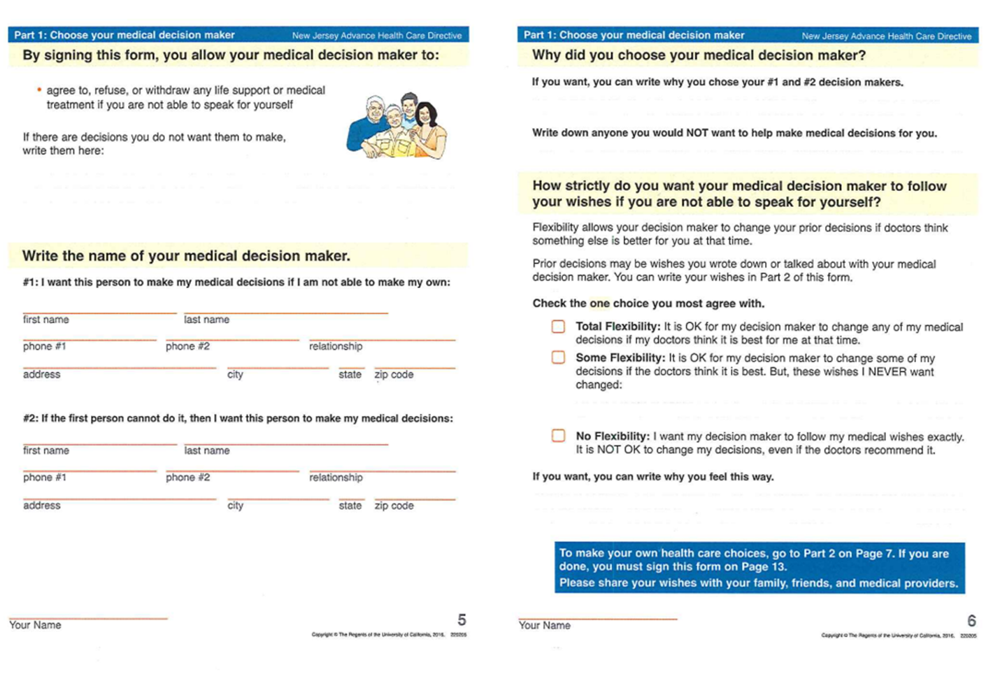 Part 1: Choose your medical decision maker New Jersey Advance Health Care Directive
By signing this form, you allow your medical decision maker to:
• agree to, refuse, or withdraw any life support or medical
treatment if you are not able to speak for yourself
If there are decisions you do not want them to make,
write them here:
Write the name of your medical decision maker.
#1: I want this person to make my medical decisions if I am not able to make my own:
first name last name
phone #1 phone #2 relationship
address city state zip code
#2: If the first person cannot do it, then I want this person to make my medical decisions:
first name last name
phone #1 phone #2 relationship
address city state zip code
Your Name 5
Copyright © The Regents of the University of California, 2016. 220205
Part 1: Choose your medical decision maker New Jersey Advance Health Care Directive
Why did you choose your medical decision maker?
If you want, you can write why you chose your #1 and #2 decision makers.
Write down anyone you would NOT want to help make medical decisions for you.
How strictly do you want your medical decision maker to follow
your wishes if you are not able to speak for yourself?
Flexibility allows your decision maker to change your prior decisions if doctors think
something else is better for you at that time.
Prior decisions may be wishes you wrote down or talked about with your medical
decision maker. You can write your wishes in Part 2 of this form.
Check the one choice you most agree with.
Total Flexibility: It is OK for my decision maker to change any of my medical
decisions if my doctors think it is best for me at that time.
Some Flexibility: It is OK for my decision maker to change some of my
decisions if the doctors think it is best. But, these wishes I NEVER want
changed:
No Flexibility: I want my decision maker to follow my medical wishes exactly.
It is NOT OK to change my decisions, even if the doctors recommend it.
If you want, you can write why you feel this way.
To make your own health care choices, go to Part 2 on Page 7. If you are
done, you must sign this form on Page 13.
Please share your wishes with your family, friends, and medical providers.
Your Name 6
Copyright © The Regents of the University of California, 2016. 220205